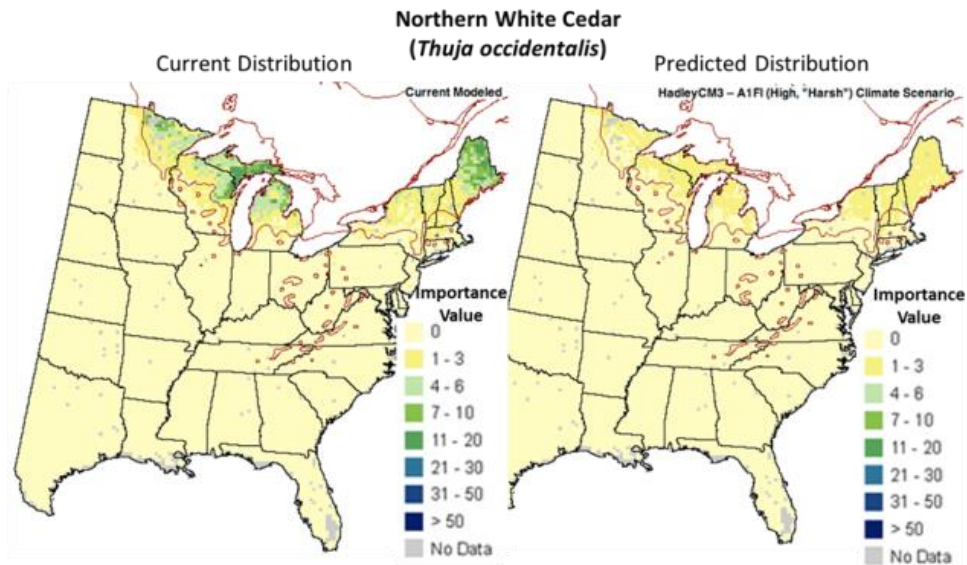 Northern White Cedar
(Thuja occidentalis)
Current Distribution
Predicted Distribution
Current Modeled
HadleyCM3 – A1FI (High, "Harsh") Climate Scenario
Importance
Value
0
1 - 3
4 - 6
7 - 10
11 - 20
21 - 30
31 - 50
> 50
No Data
Importance
Value
0
1 - 3
4 - 6
7 - 10
11 - 20
21 - 30
31 - 50
> 50
No Data